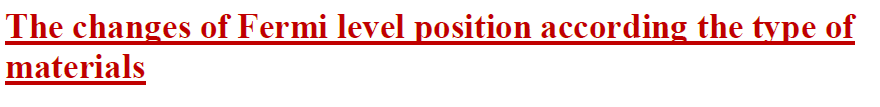 The changes of Fermi level position according the type of
materials